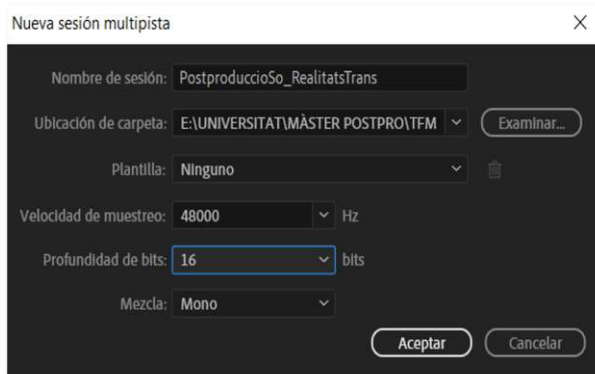 Nueva sesión multipista
Nombre de sesión: PostproduccioSo_RealitatsTrans
Ubicación de carpeta: E:\UNIVERSITAT\MÀSTER POSTPRO\TFM Examinar...
Plantilla: Ninguno
Velocidad de muestreo: 48000 Hz
Profundidad de bits: 16 bits
Mezcla: Mono
Aceptar Cancelar